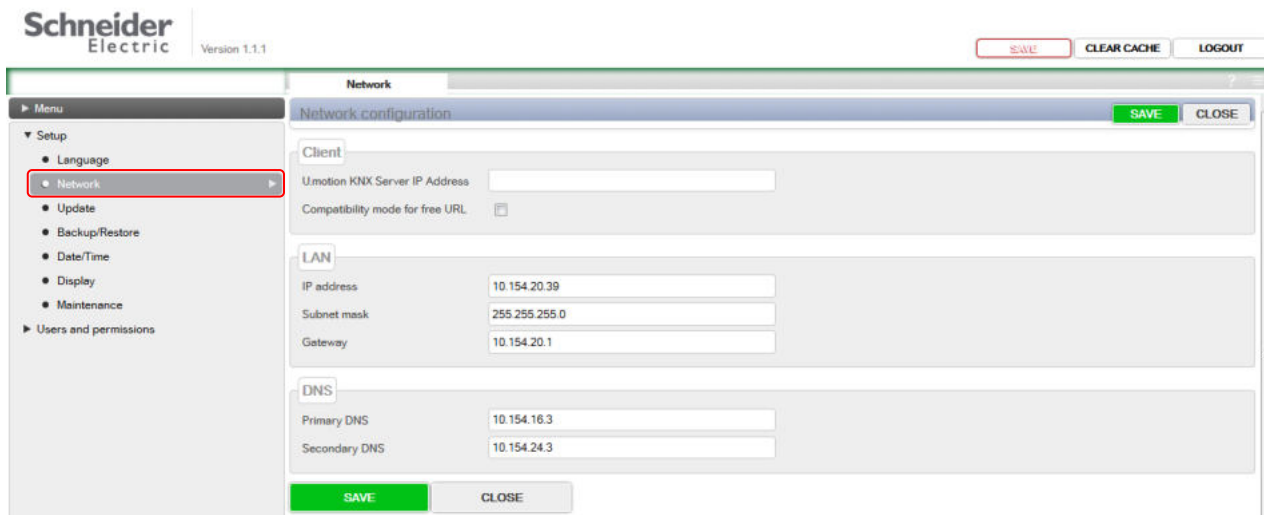 Schneider
Electric
Version 1.1.1
SAVE
CLEAR CACHE
LOGOUT
Network
?
Menu
Network configuration
SAVE
CLOSE
Setup
Language
Network
Update
Backup/Restore
Date/Time
Display
Maintenance
Users and permissions
Client
U.motion KNX Server IP Address
Compatibility mode for free URL
LAN
IP address 10.154.20.39
Subnet mask 255.255.255.0
Gateway 10.154.20.1
DNS
Primary DNS 10.154.16.3
Secondary DNS 10.154.24.3
SAVE
CLOSE